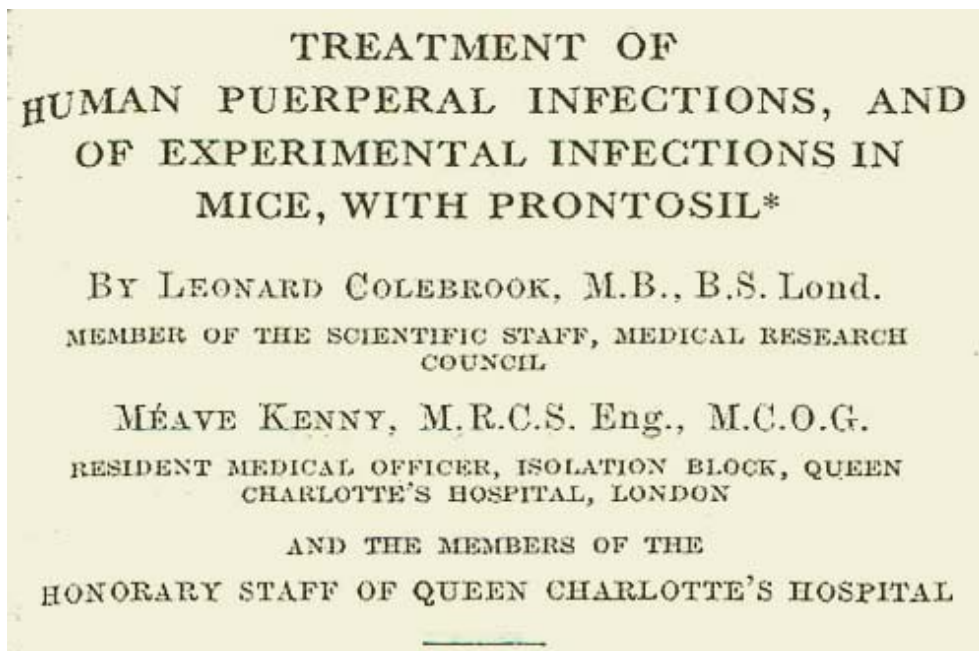 TREATMENT OF
HUMAN PUERPERAL INFECTIONS, AND
OF EXPERIMENTAL INFECTIONS IN
MICE, WITH PRONTOSIL*
BY LEONARD COLEBROOK, M.B., B.S. Lond.
MEMBER OF THE SCIENTIFIC STAFF, MEDICAL RESEARCH
COUNCIL
MÉAVE KENNY, M.R.C.S. Eng., M.C.O.G.
RESIDENT MEDICAL OFFICER, ISOLATION BLOCK, QUEEN
CHARLOTTE'S HOSPITAL, LONDON
AND THE MEMBERS OF THE
HONORARY STAFF OF QUEEN CHARLOTTE'S HOSPITAL